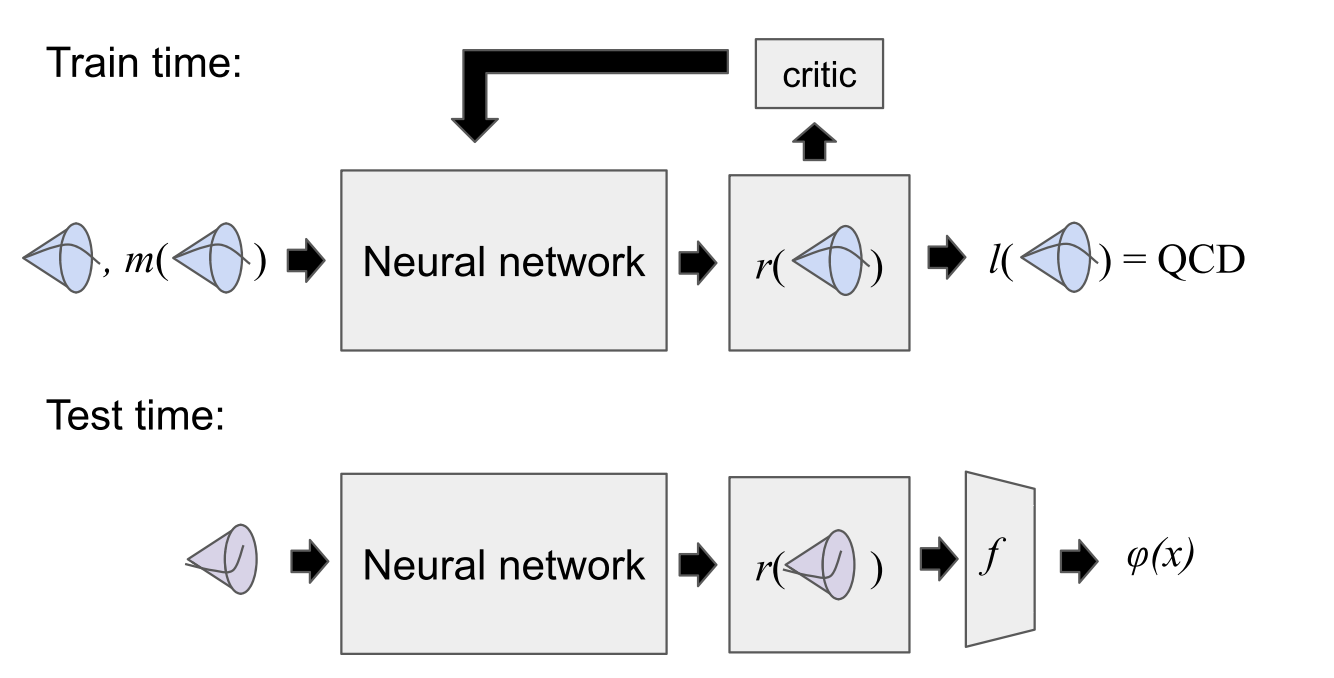 Train time:
critic
, m( )
Neural network
r( )
l( ) = QCD
Test time:
Neural network
r( )
f
φ(x)